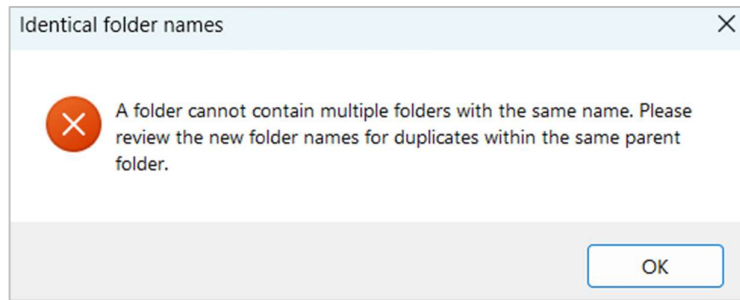 Identical folder names
A folder cannot contain multiple folders with the same name. Please
review the new folder names for duplicates within the same parent
folder.
OK